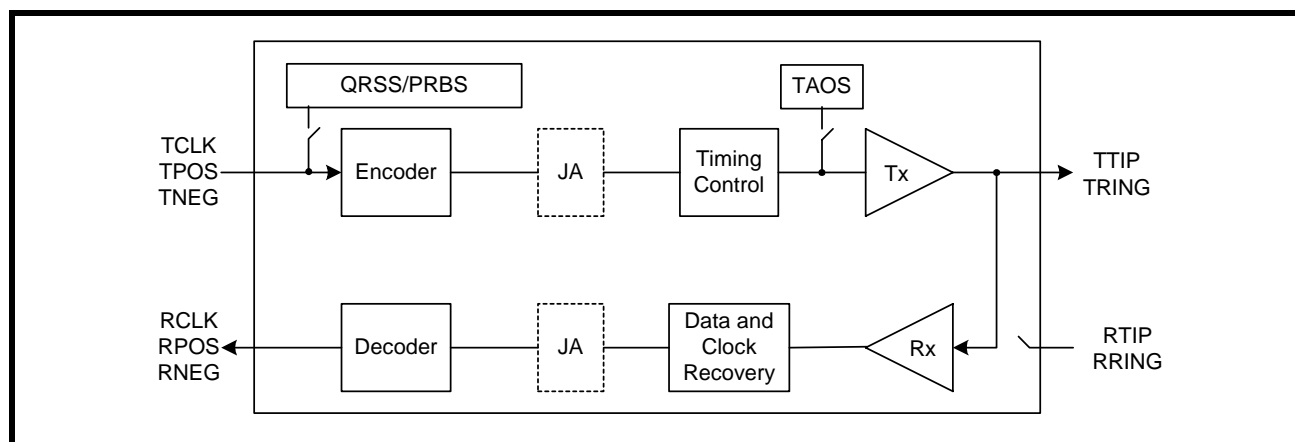 QRSS/PRBS
TAOS
TCLK
TPOS
TNEG
Encoder
JA
Timing
Control
Tx
TTIP
TRING
RCLK
RPOS
RNEG
Decoder
JA
Data and
Clock
Recovery
Rx
RTIP
RRING